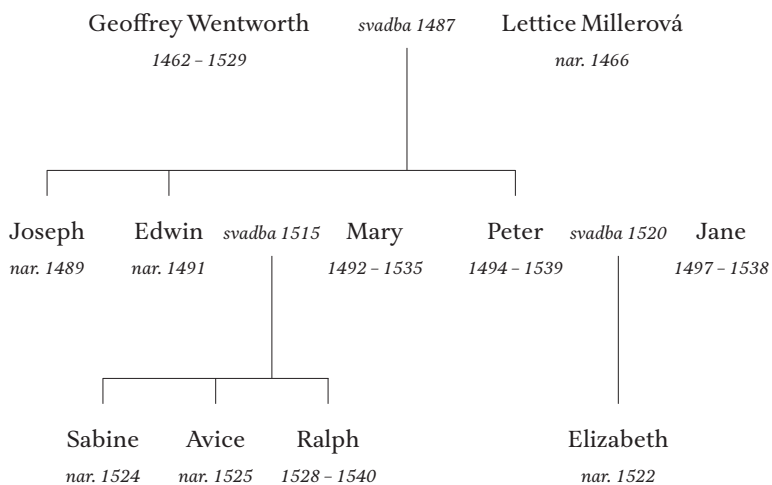 Geoffrey Wentworth svadba 1487 Lettice Millerová
1462 – 1529 nar. 1466
Joseph Edwin svadba 1515 Mary Peter svadba 1520 Jane
nar. 1489 nar. 1491 1492 – 1535 1494 – 1539 1497 – 1538
Sabine Avice Ralph Elizabeth
nar. 1524 nar. 1525 1528 – 1540 nar. 1522